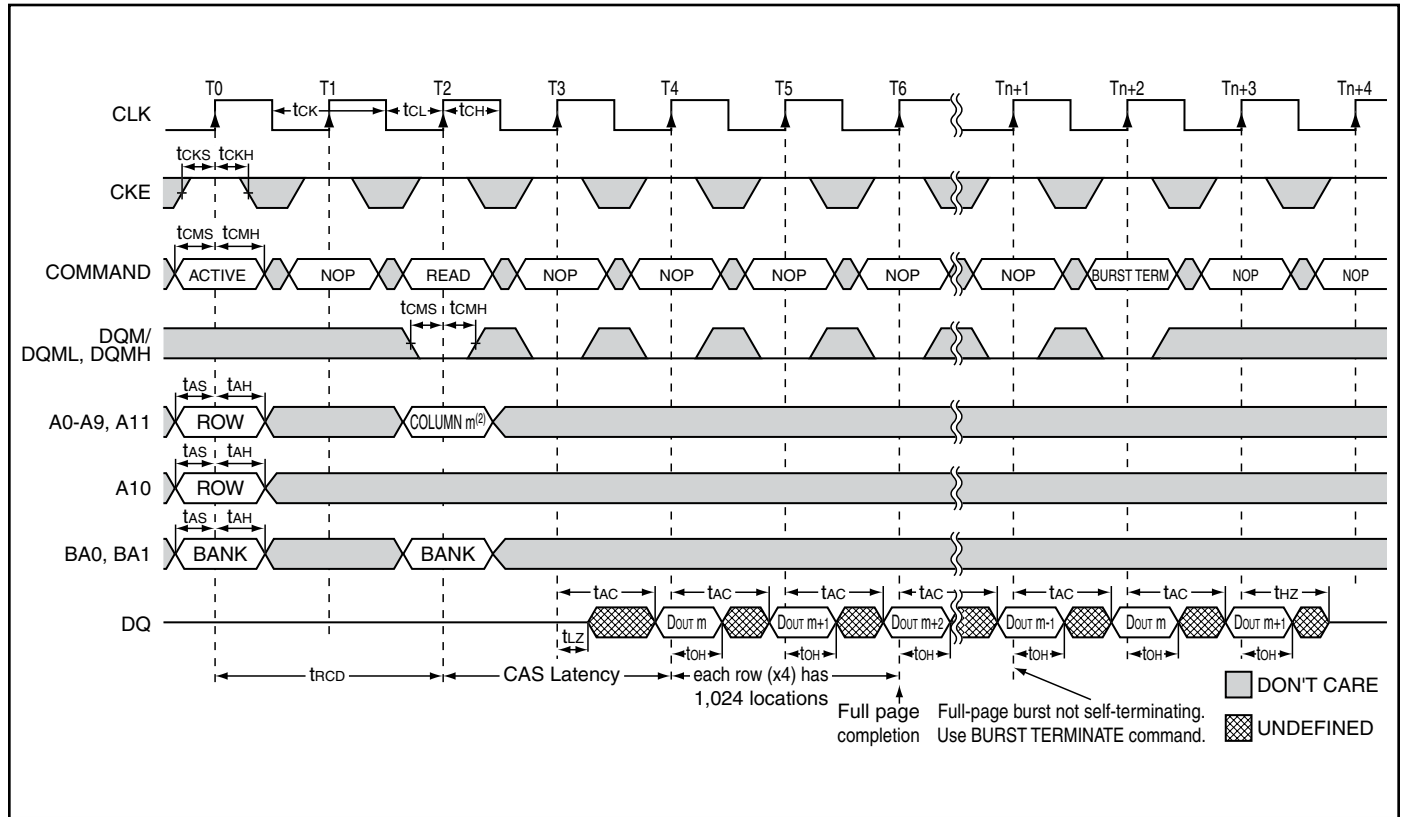 T0 T1 T2 T3 T4 T5 T6 Tn+1 Tn+2 Tn+3 Tn+4
CLK tCK tCL tCH
tCKS tCKH
CKE
tCMS tCMH
COMMAND ACTIVE NOP READ NOP NOP NOP NOP NOP BURST TERM NOP NOP
tCMS tCMH
DQM/
DQML, DQMH
tAS tAH
A0-A9, A11 ROW COLUMN m(2)
tAS tAH
A10 ROW
tAS tAH
BA0, BA1 BANK BANK
tAC tAC tAC tAC tAC tAC tHZ
DQ DOUT m DOUT m+1 DOUT m+2 DOUT m-1 DOUT m DOUT m+1
tLZ tOH tOH tOH tOH tOH tOH
tRCD CAS Latency each row (x4) has
1,024 locations
Full page
completion
Full-page burst not self-terminating.
Use BURST TERMINATE command.
DON'T CARE
UNDEFINED